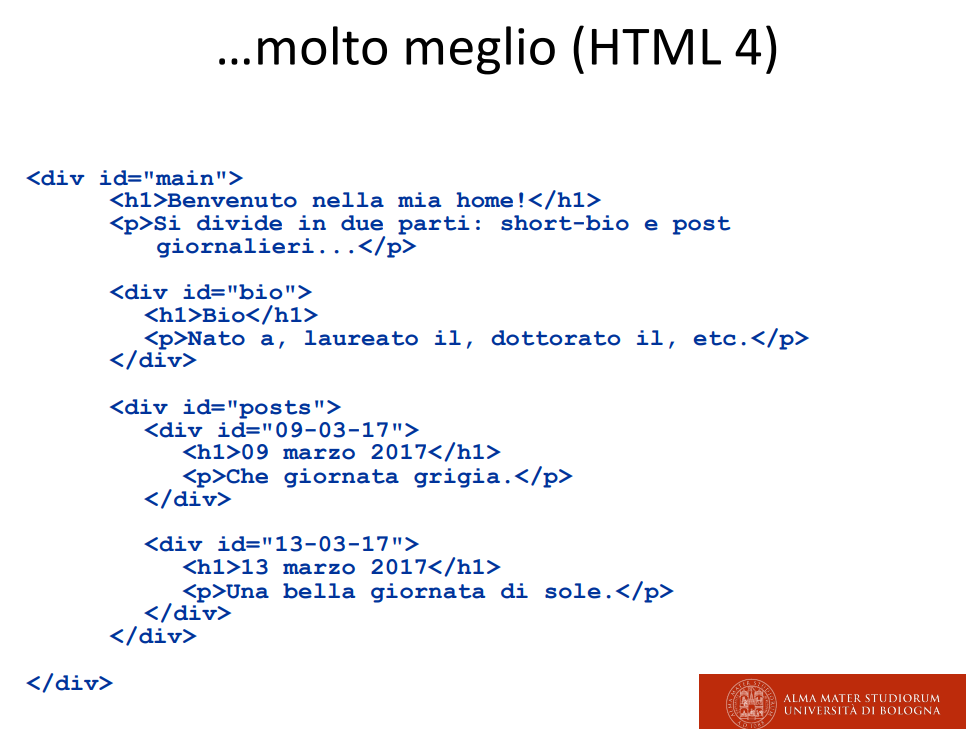 …molto meglio (HTML 4)
<div id="main">
<h1>Benvenuto nella mia home!</h1>
<p>Si divide in due parti: short-bio e post
giornalieri...</p>
<div id="bio">
<h1>Bio</h1>
<p>Nato a, laureato il, dottorato il, etc.</p>
</div>
<div id="posts">
<div id="09-03-17">
<h1>09 marzo 2017</h1>
<p>Che giornata grigia.</p>
</div>
<div id="13-03-17">
<h1>13 marzo 2017</h1>
<p>Una bella giornata di sole.</p>
</div>
</div>
</div>
ALMA MATER STUDIORUM
UNIVERSITÀ DI BOLOGNA